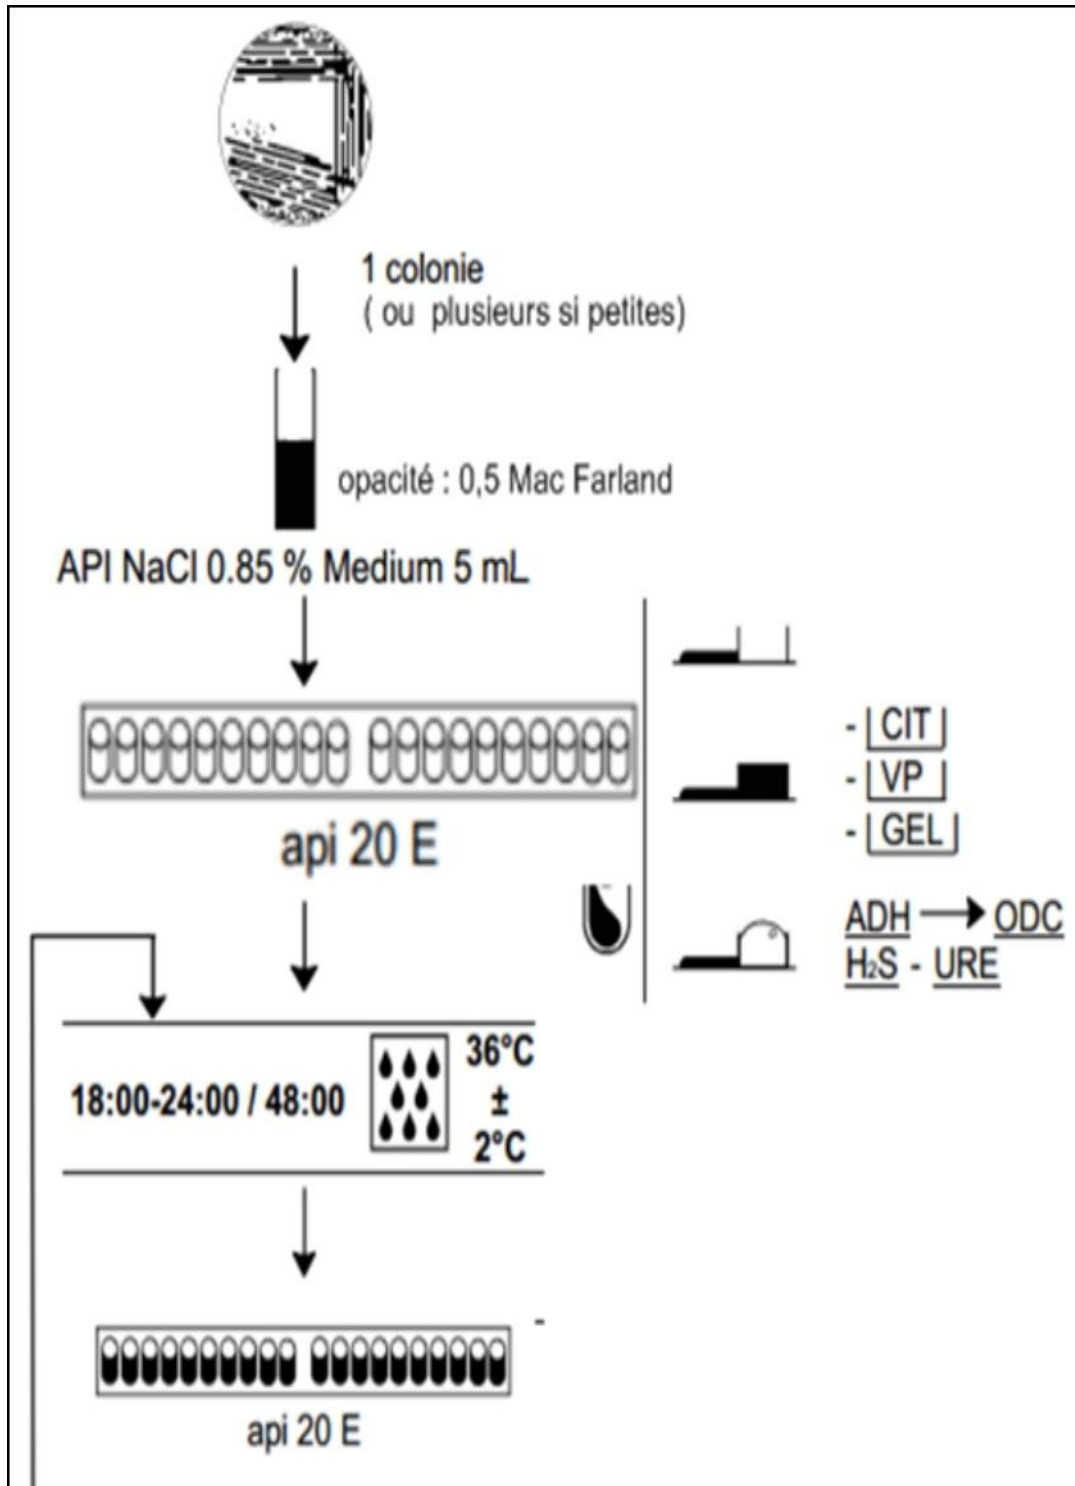 1 colonie
( ou plusieurs si petites)
opacité : 0,5 Mac Farland
API NaCl 0.85 % Medium 5 mL
api 20 E
- CIT
- VP
- GEL
ADH ODC
H₂S - URE
18:00-24:00 / 48:00
36°C
±
2°C
api 20 E